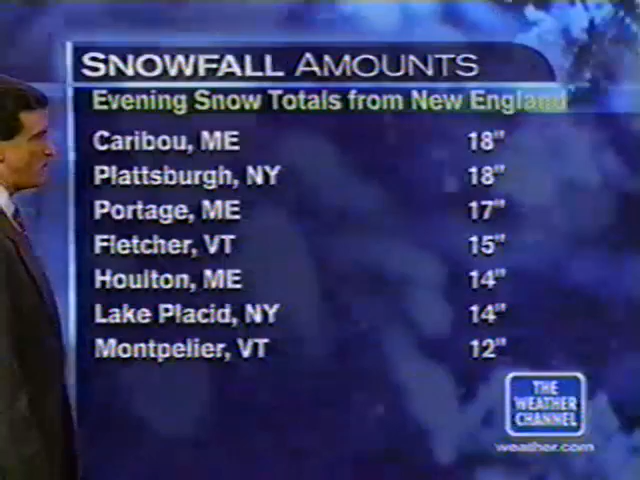 SNOWFALL AMOUNTS
Evening Snow Totals from New England
Caribou, ME 18"
Plattsburgh, NY 18"
Portage, ME 17"
Fletcher, VT 15"
Houlton, ME 14"
Lake Placid, NY 14"
Montpelier, VT 12"
THE
WEATHER
CHANNEL
weather.com